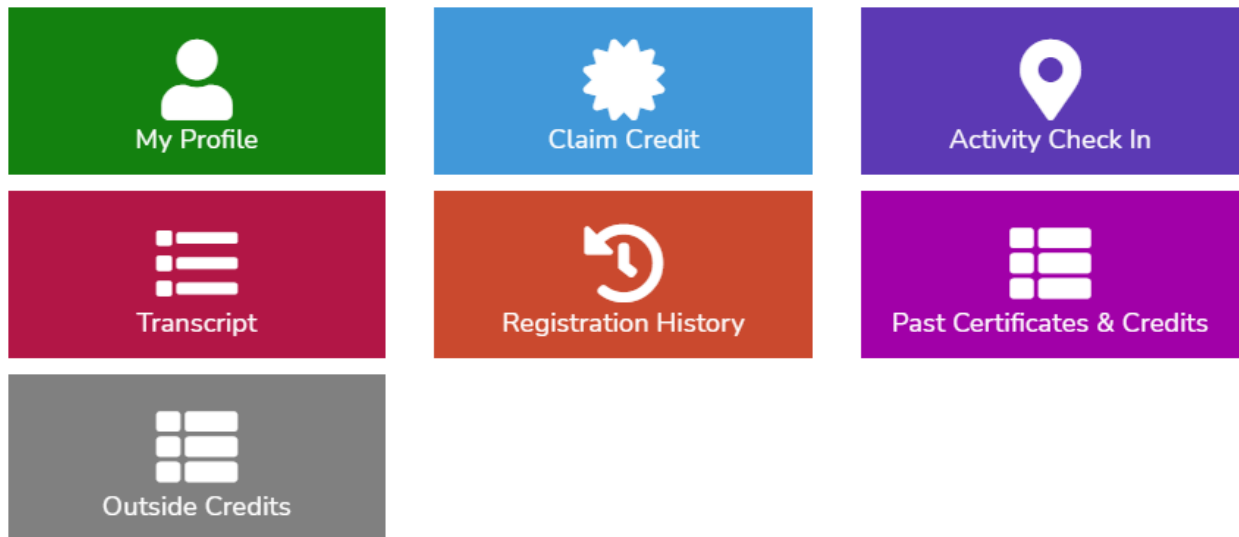 My Profile
Claim Credit
Activity Check In
Transcript
Registration History
Past Certificates & Credits
Outside Credits